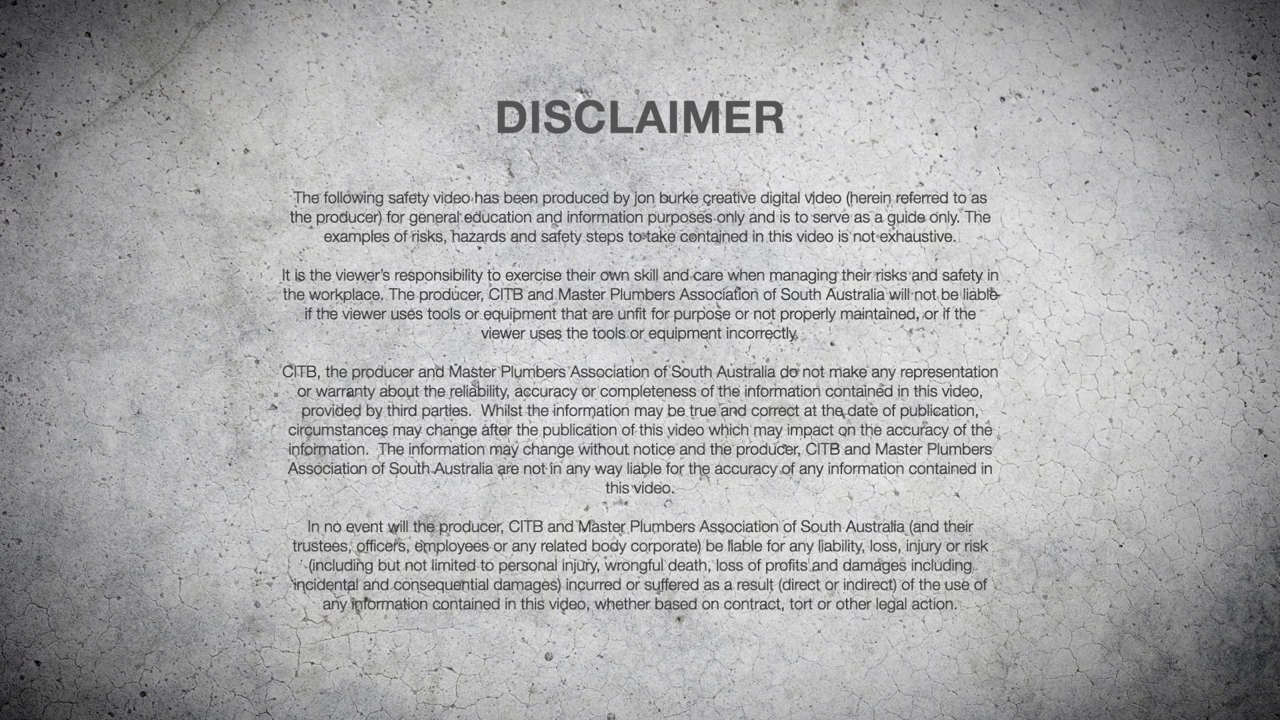 DISCLAIMER
The following safety video has been produced by jon burke creative digital video (herein referred to as
the producer) for general education and information purposes only and is to serve as a guide only. The
examples of risks, hazards and safety steps to take contained in this video is not exhaustive.
It is the viewer's responsibility to exercise their own skill and care when managing their risks and safety in
the workplace. The producer, CITB and Master Plumbers Association of South Australia will not be liable
if the viewer uses tools or equipment that are unfit for purpose or not properly maintained, or if the
viewer uses the tools or equipment incorrectly.
CITB, the producer and Master Plumbers Association of South Australia do not make any representation
or warranty about the reliability, accuracy or completeness of the information contained in this video,
provided by third parties.  Whilst the information may be true and correct at the date of publication,
circumstances may change after the publication of this video which may impact on the accuracy of the
information.  The information may change without notice and the producer, CITB and Master Plumbers
Association of South Australia are not in any way liable for the accuracy of any information contained in
this video.
In no event will the producer, CITB and Master Plumbers Association of South Australia (and their
trustees, officers, employees or any related body corporate) be liable for any liability, loss, injury or risk
(including but not limited to personal injury, wrongful death, loss of profits and damages including
incidental and consequential damages) incurred or suffered as a result (direct or indirect) of the use of
any information contained in this video, whether based on contract, tort or other legal action.